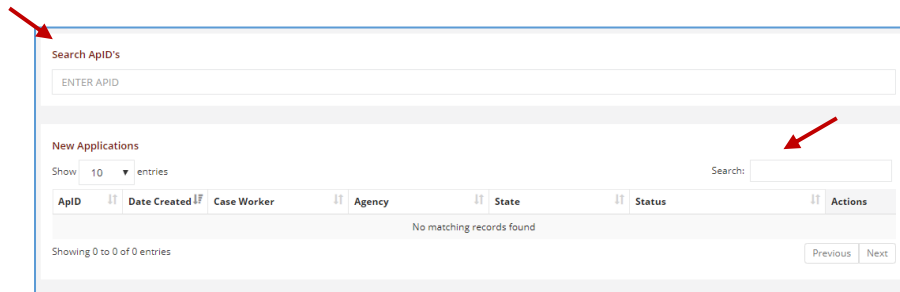 Search ApID's
ENTER APID
New Applications
Show 10 entries Search:
ApID Date Created Case Worker Agency State Status Actions
No matching records found
Showing 0 to 0 of 0 entries Previous Next